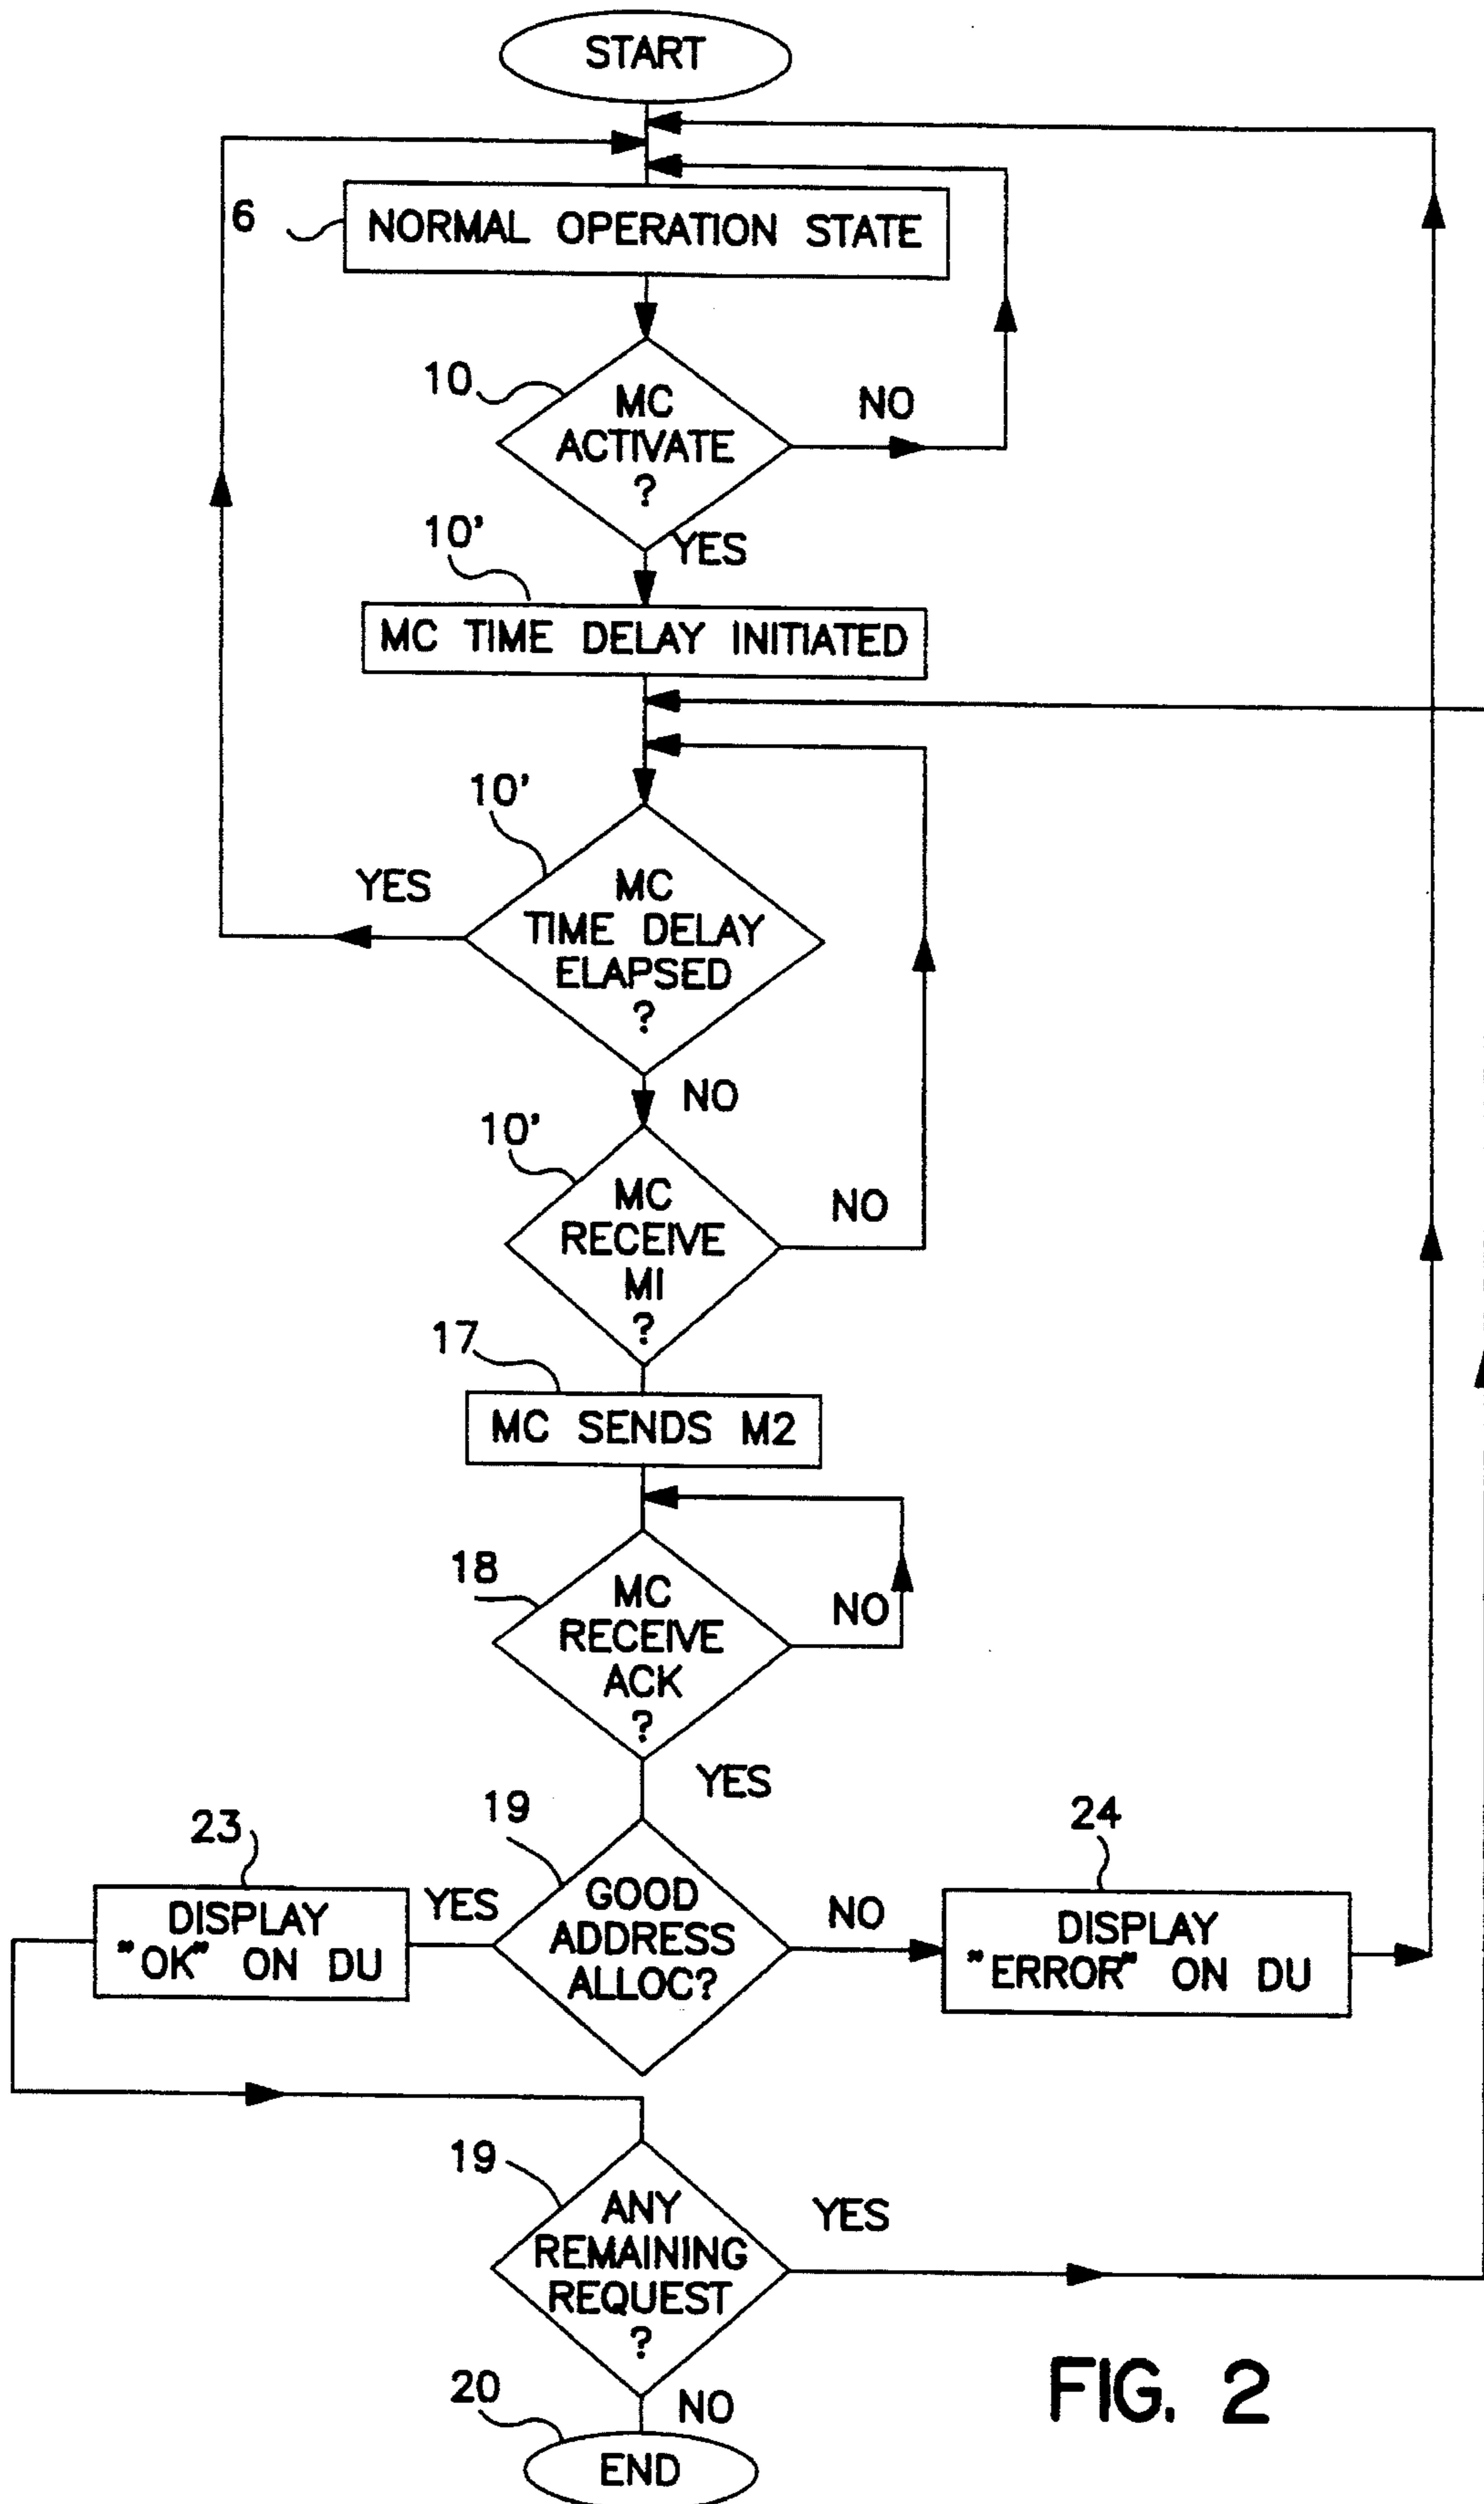 START
6
NORMAL OPERATION STATE
10
MC
ACTIVATE
?
NO
YES
10'
MC TIME DELAY INITIATED
10'
YES
MC
TIME DELAY
ELAPSED
?
NO
10'
MC
RECEIVE
MI
?
NO
17
MC SENDS M2
18
MC
RECEIVE
ACK
?
NO
YES
23
DISPLAY
"OK" ON DU
YES
19
GOOD
ADDRESS
ALLOC?
NO
24
DISPLAY
"ERROR" ON DU
19
ANY
REMAINING
REQUEST
?
YES
NO
20
END
FIG. 2